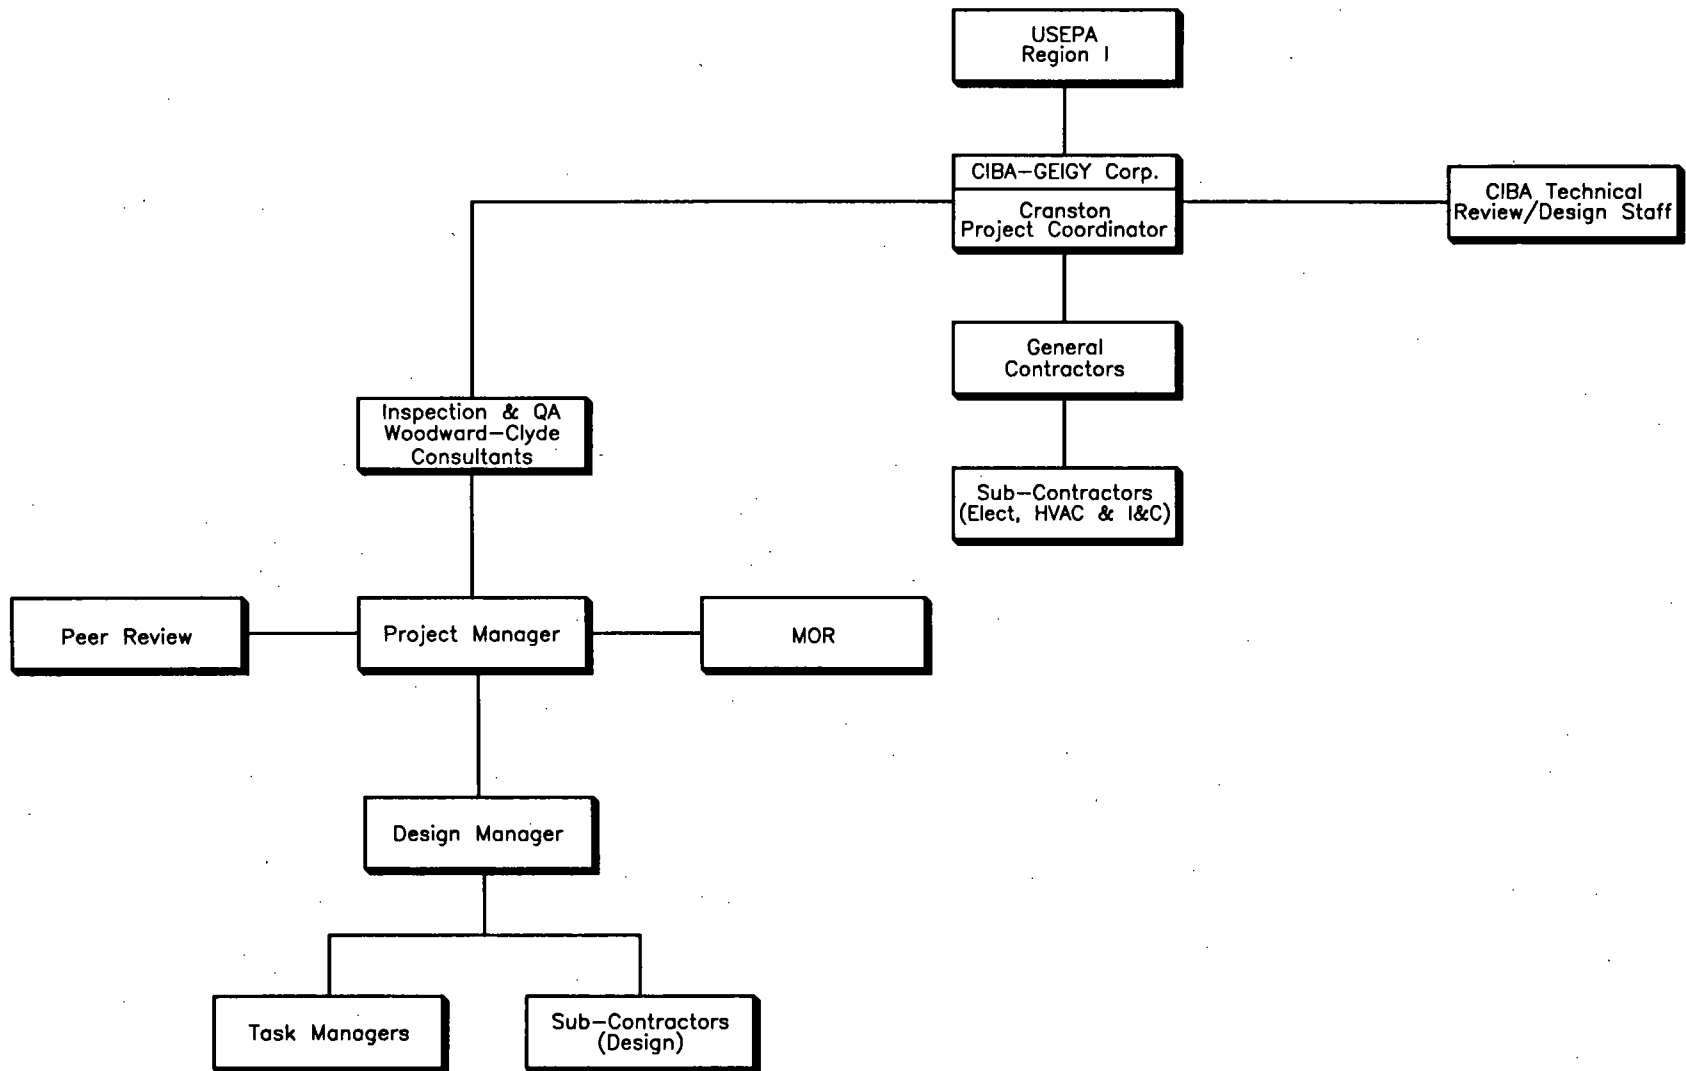 USEPA
Region I
CIBA-GEIGY Corp.
Cranston
Project Coordinator
CIBA Technical
Review/Design Staff
General
Contractors
Inspection & QA
Woodward-Clyde
Consultants
Sub-Contractors
(Elect, HVAC & I&C)
Peer Review
Project Manager
MOR
Design Manager
Task Managers
Sub-Contractors
(Design)